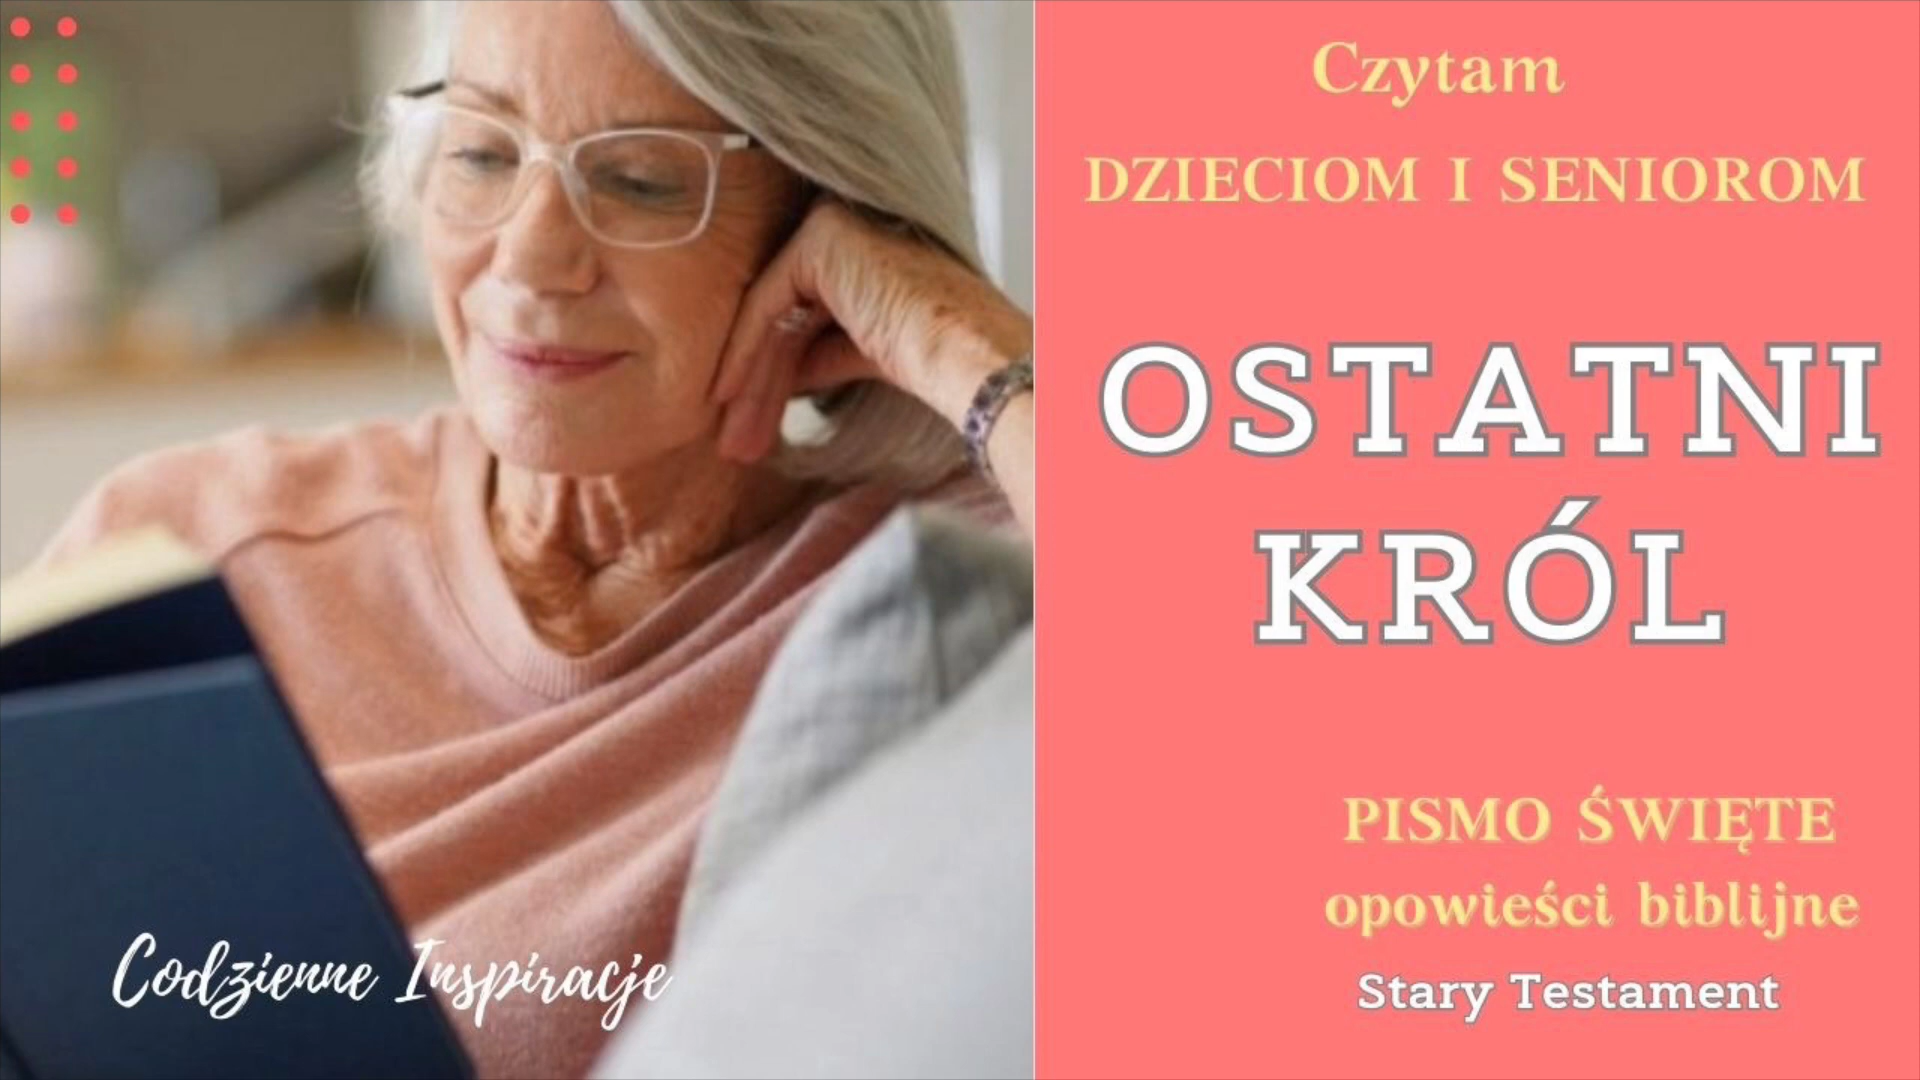 Czytam
DZIECIOM I SENIOROM
OSTATNI
KRÓL
PISMO ŚWIĘTE
opowieści biblijne
Stary Testament
Codzienne Inspiracje